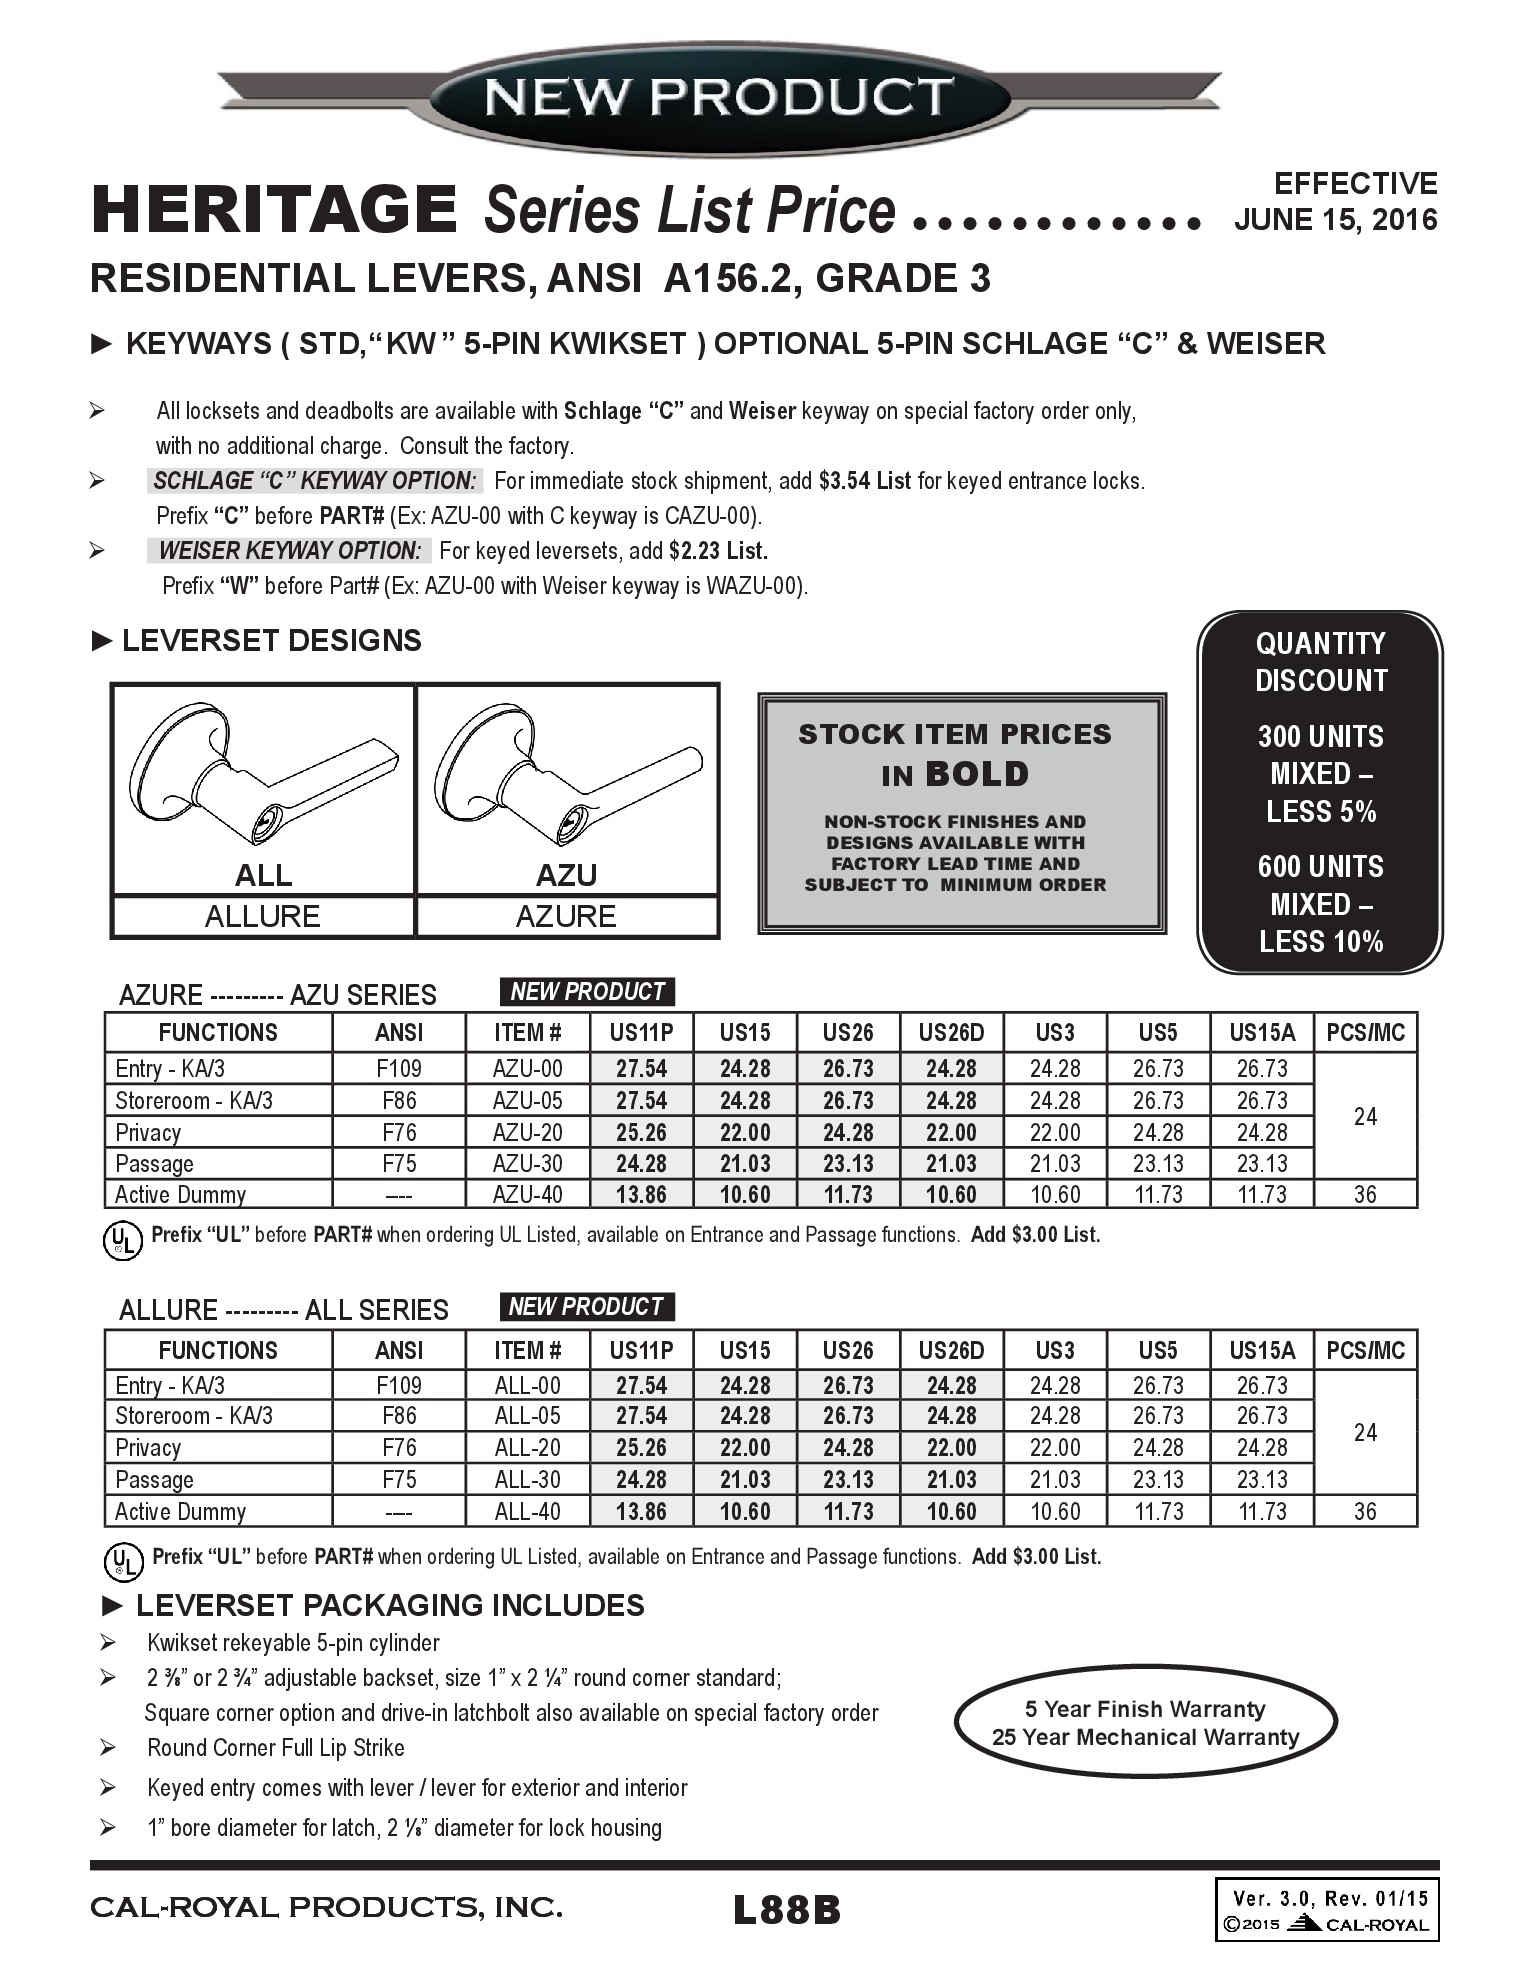 NEW PRODUCT
HERITAGE Series List Price ............
EFFECTIVE
JUNE 15, 2016
RESIDENTIAL LEVERS, ANSI A156.2, GRADE 3
► KEYWAYS ( STD,“KW ” 5-PIN KWIKSET ) OPTIONAL 5-PIN SCHLAGE “C” & WEISER
➢ All locksets and deadbolts are available with Schlage “C” and Weiser keyway on special factory order only,
with no additional charge. Consult the factory.
➢ SCHLAGE “C” KEYWAY OPTION: For immediate stock shipment, add $3.54 List for keyed entrance locks.
Prefix “C” before PART# (Ex: AZU-00 with C keyway is CAZU-00).
➢ WEISER KEYWAY OPTION: For keyed leversets, add $2.23 List.
Prefix “W” before Part# (Ex: AZU-00 with Weiser keyway is WAZU-00).
► LEVERSET DESIGNS
ALL AZU
ALLURE AZURE
STOCK ITEM PRICES
IN BOLD
NON-STOCK FINISHES AND
DESIGNS AVAILABLE WITH
FACTORY LEAD TIME AND
SUBJECT TO MINIMUM ORDER
QUANTITY
DISCOUNT
300 UNITS
MIXED –
LESS 5%
600 UNITS
MIXED –
LESS 10%
AZURE --------- AZU SERIES NEW PRODUCT
FUNCTIONS ANSI ITEM # US11P US15 US26 US26D US3 US5 US15A PCS/MC
Entry - KA/3 F109 AZU-00 27.54 24.28 26.73 24.28 24.28 26.73 26.73
Storeroom - KA/3 F86 AZU-05 27.54 24.28 26.73 24.28 24.28 26.73 26.73
24
Privacy F76 AZU-20 25.26 22.00 24.28 22.00 22.00 24.28 24.28
Passage F75 AZU-30 24.28 21.03 23.13 21.03 21.03 23.13 23.13
Active Dummy ---- AZU-40 13.86 10.60 11.73 10.60 10.60 11.73 11.73 36
UL Prefix “UL” before PART# when ordering UL Listed, available on Entrance and Passage functions. Add $3.00 List.
ALLURE --------- ALL SERIES NEW PRODUCT
FUNCTIONS ANSI ITEM # US11P US15 US26 US26D US3 US5 US15A PCS/MC
Entry - KA/3 F109 ALL-00 27.54 24.28 26.73 24.28 24.28 26.73 26.73
Storeroom - KA/3 F86 ALL-05 27.54 24.28 26.73 24.28 24.28 26.73 26.73
24
Privacy F76 ALL-20 25.26 22.00 24.28 22.00 22.00 24.28 24.28
Passage F75 ALL-30 24.28 21.03 23.13 21.03 21.03 23.13 23.13
Active Dummy ---- ALL-40 13.86 10.60 11.73 10.60 10.60 11.73 11.73 36
UL ® Prefix “UL” before PART# when ordering UL Listed, available on Entrance and Passage functions. Add $3.00 List.
► LEVERSET PACKAGING INCLUDES
➢ Kwikset rekeyable 5-pin cylinder
➢ 2 ⅜” or 2 ¾” adjustable backset, size 1” x 2 ¼” round corner standard;
Square corner option and drive-in latchbolt also available on special factory order
➢ Round Corner Full Lip Strike
➢ Keyed entry comes with lever / lever for exterior and interior
➢ 1” bore diameter for latch, 2 ⅛” diameter for lock housing
5 Year Finish Warranty
25 Year Mechanical Warranty
CAL-ROYAL PRODUCTS, INC.
L88B
Ver. 3.0, Rev. 01/15
©2015 CAL-ROYAL